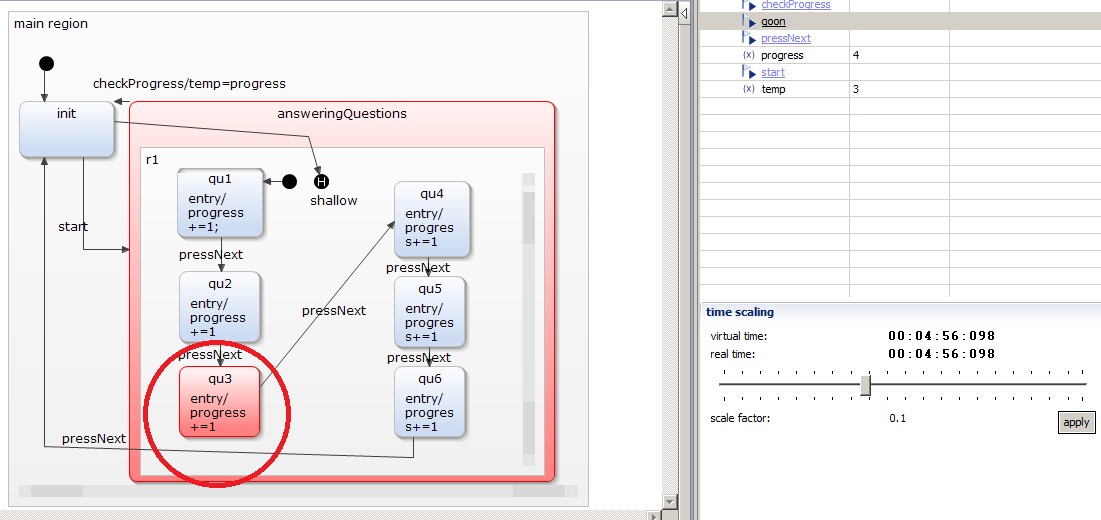 main region
checkProgress/temp=progress
init
answeringQuestions
r1
qu1
entry/
progress
+=1;
H
shallow
qu4
entry/
progres
s+=1
start
pressNext
pressNext
qu2
entry/
progress
+=1
qu5
entry/
progres
s+=1
pressNext
pressNext
pressNext
qu3
entry/
progress
+=1
qu6
entry/
progres
s+=1
pressNext
checkProgress
goon
pressNext
(x) progress 4
start
(x) temp 3
time scaling
virtual time: 00:04:56:098
real time: 00:04:56:098
scale factor: 0.1
apply